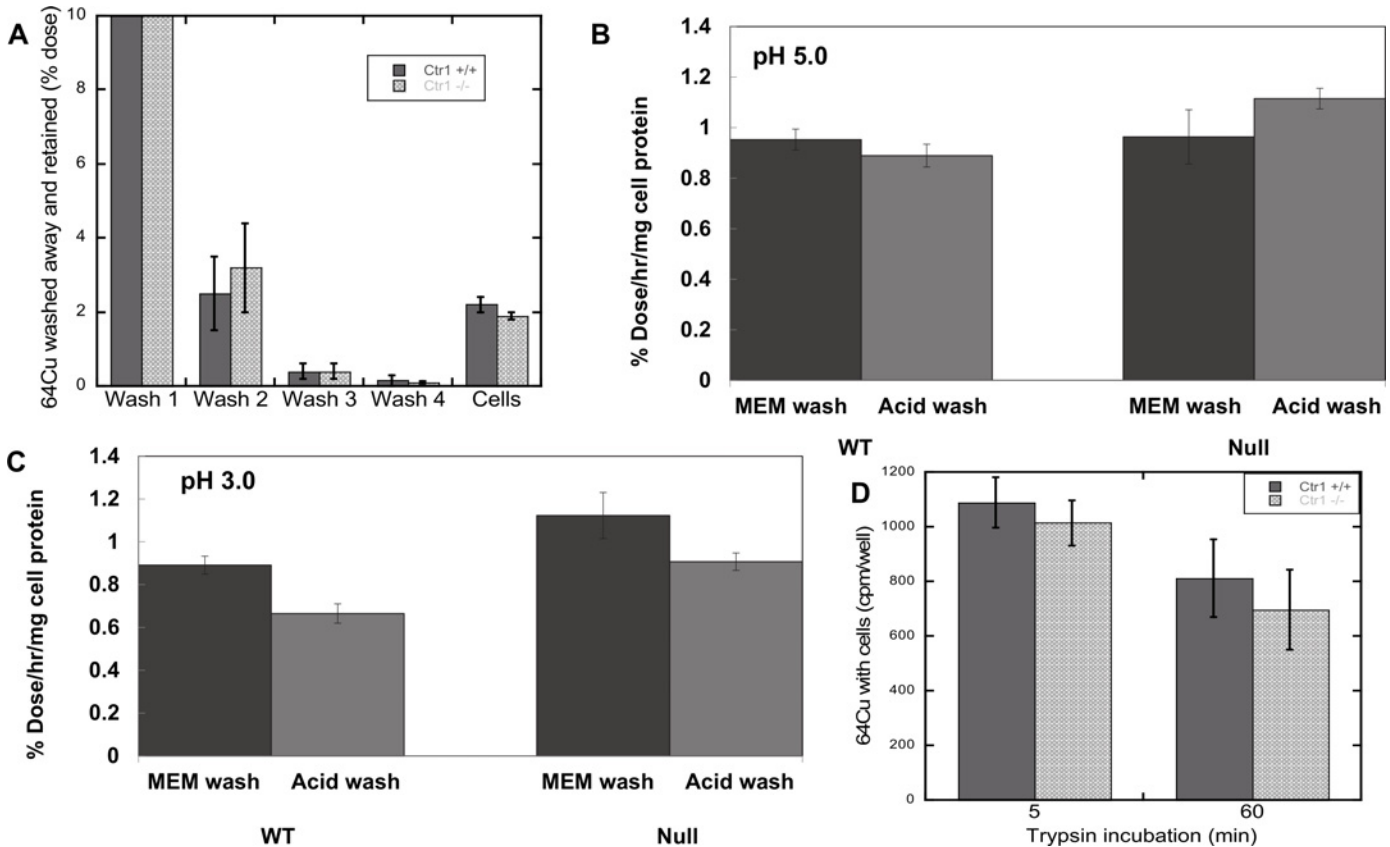 A
64Cu washed away and retained (% dose)
10
8
6
4
2
0
Ctr1 +/+
Ctr1 -/-
Wash 1 Wash 2 Wash 3 Wash 4 Cells
B
pH 5.0
% Dose/hr/mg cell protein
1.4
1.2
1
0.8
0.6
0.4
0.2
0
MEM wash Acid wash MEM wash Acid wash
WT Null
C
pH 3.0
% Dose/hr/mg cell protein
1.4
1.2
1
0.8
0.6
0.4
0.2
0
MEM wash Acid wash MEM wash Acid wash
WT Null
D
64Cu with cells (cpm/well)
1200
1000
800
600
400
200
0
Ctr1 +/+
Ctr1 -/-
5 60
Trypsin incubation (min)